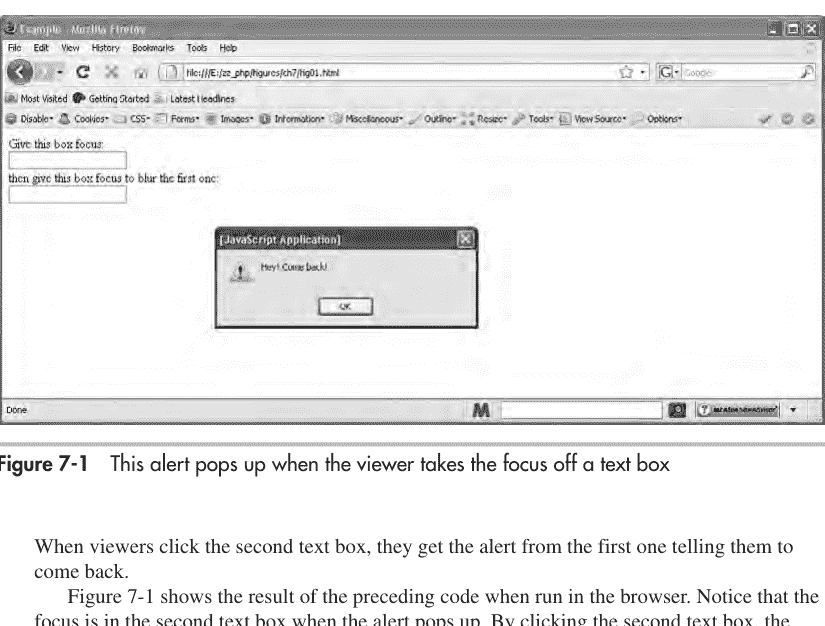 Example - Mozilla Firefox
File Edit View History Bookmarks Tools Help
file:///E:/zz_php/figures/ch7/fig01.html G Google
Most Visited Getting Started Latest Headlines
Disable Cookies CSS Forms Images Information Miscellaneous Outline Resize Tools View Source Options
Give this box focus:
then give this box focus to blur the first one:
[JavaScript Application]
Hey! Come back!
OK
Done
Figure 7-1 This alert pops up when the viewer takes the focus off a text box
When viewers click the second text box, they get the alert from the first one telling them to
come back.
Figure 7-1 shows the result of the preceding code when run in the browser. Notice that the
focus is in the second text box when the alert pops up. By clicking the second text box, the